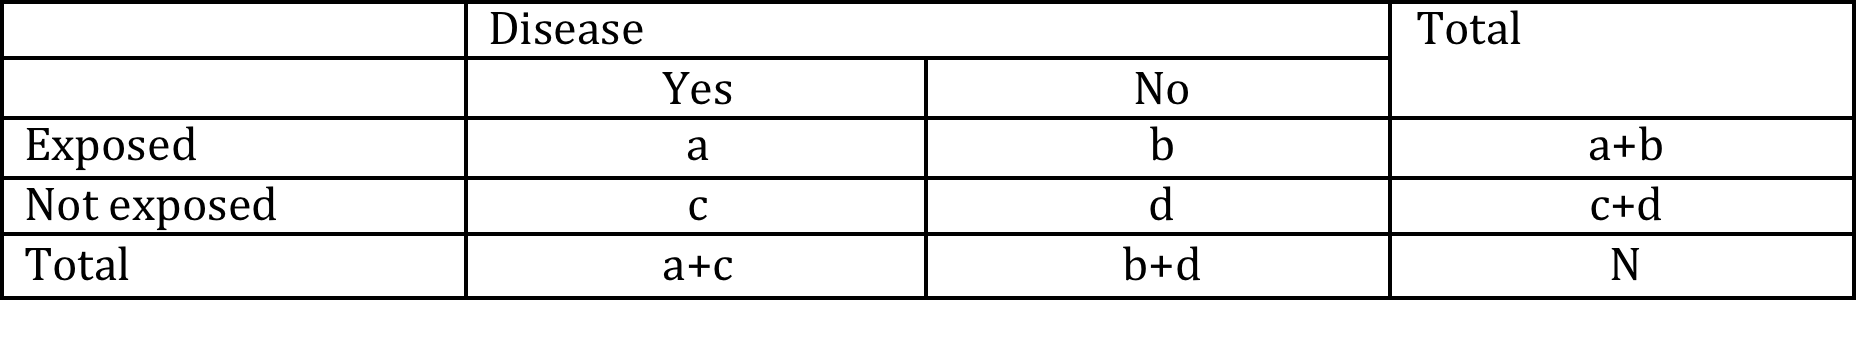 Disease Total
Yes No
Exposed a b a+b
Not exposed c d c+d
Total a+c b+d N